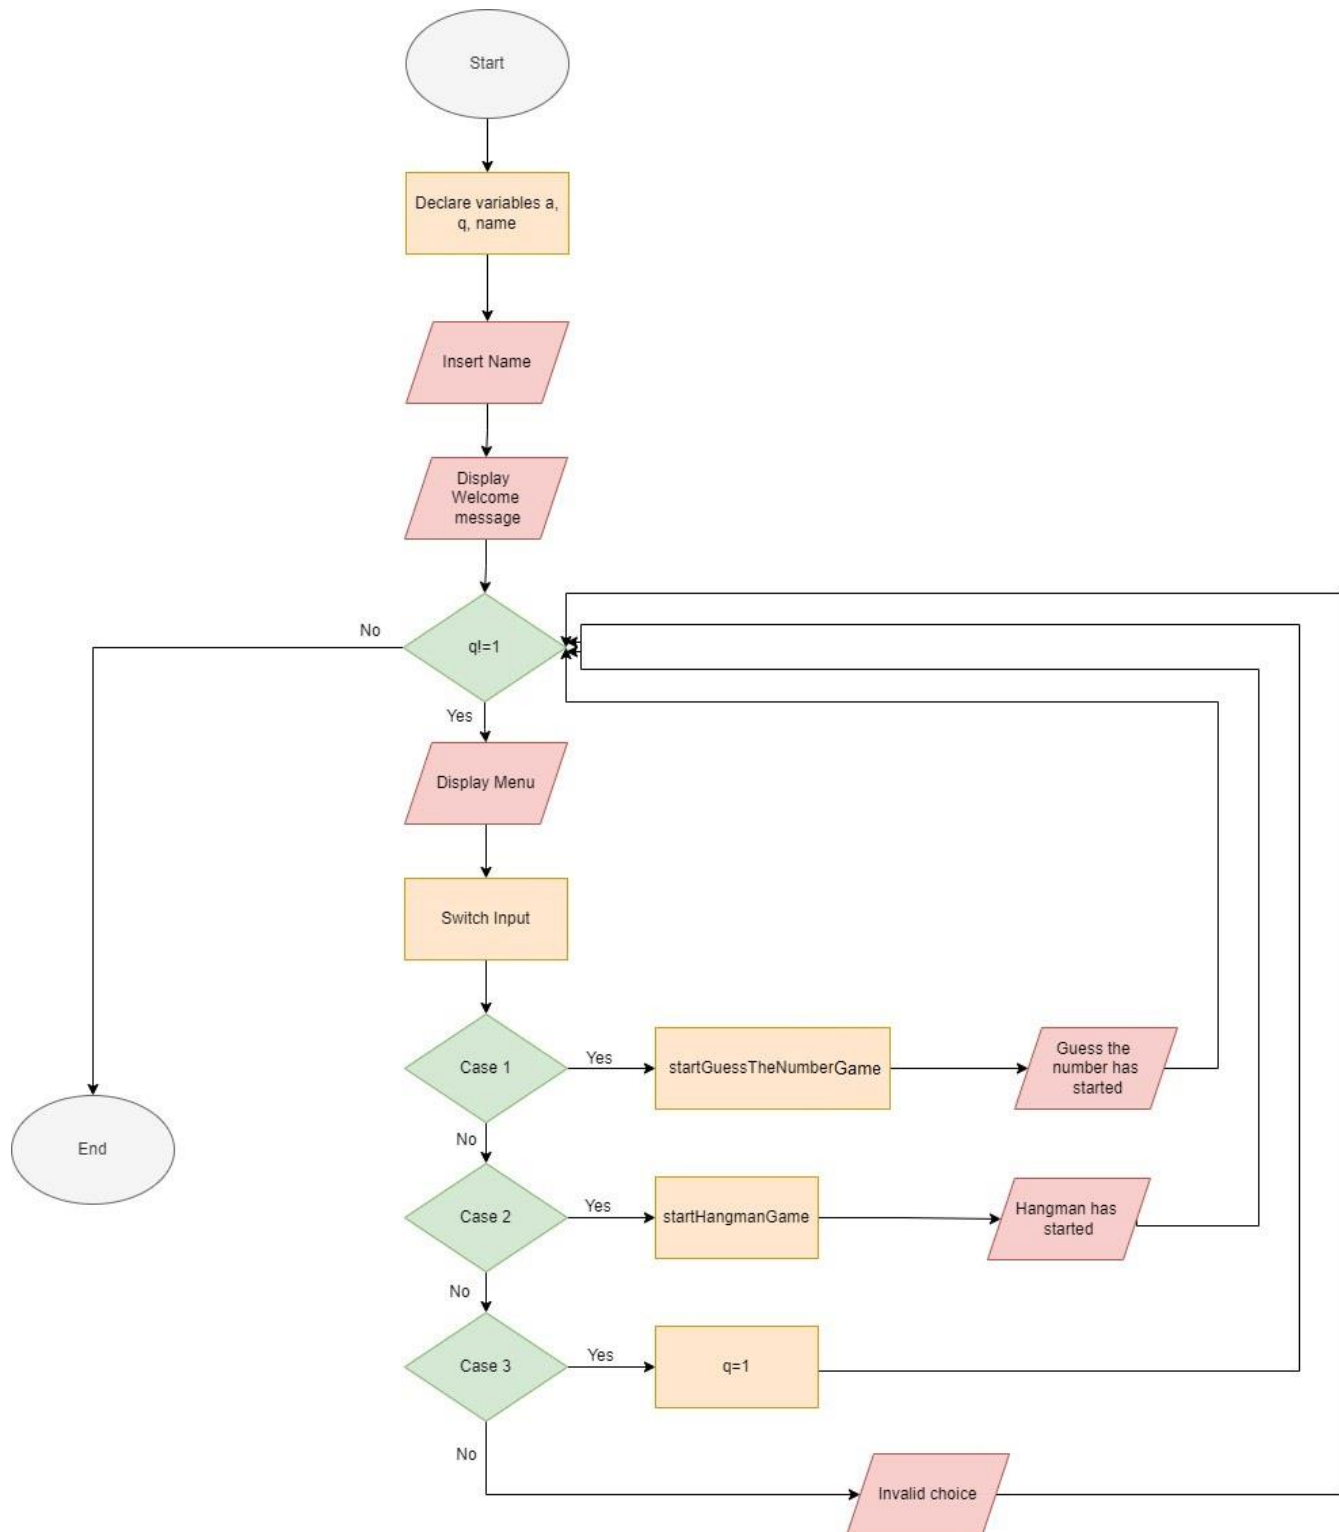 Start
Declare variables a,
q, name
Insert Name
Display
Welcome
message
No
q!=1
Yes
Display Menu
Switch Input
Case 1
Yes
startGuessTheNumberGame
Guess the
number has
started
No
End
Case 2
Yes
startHangmanGame
Hangman has
started
No
Case 3
Yes
q=1
No
Invalid choice